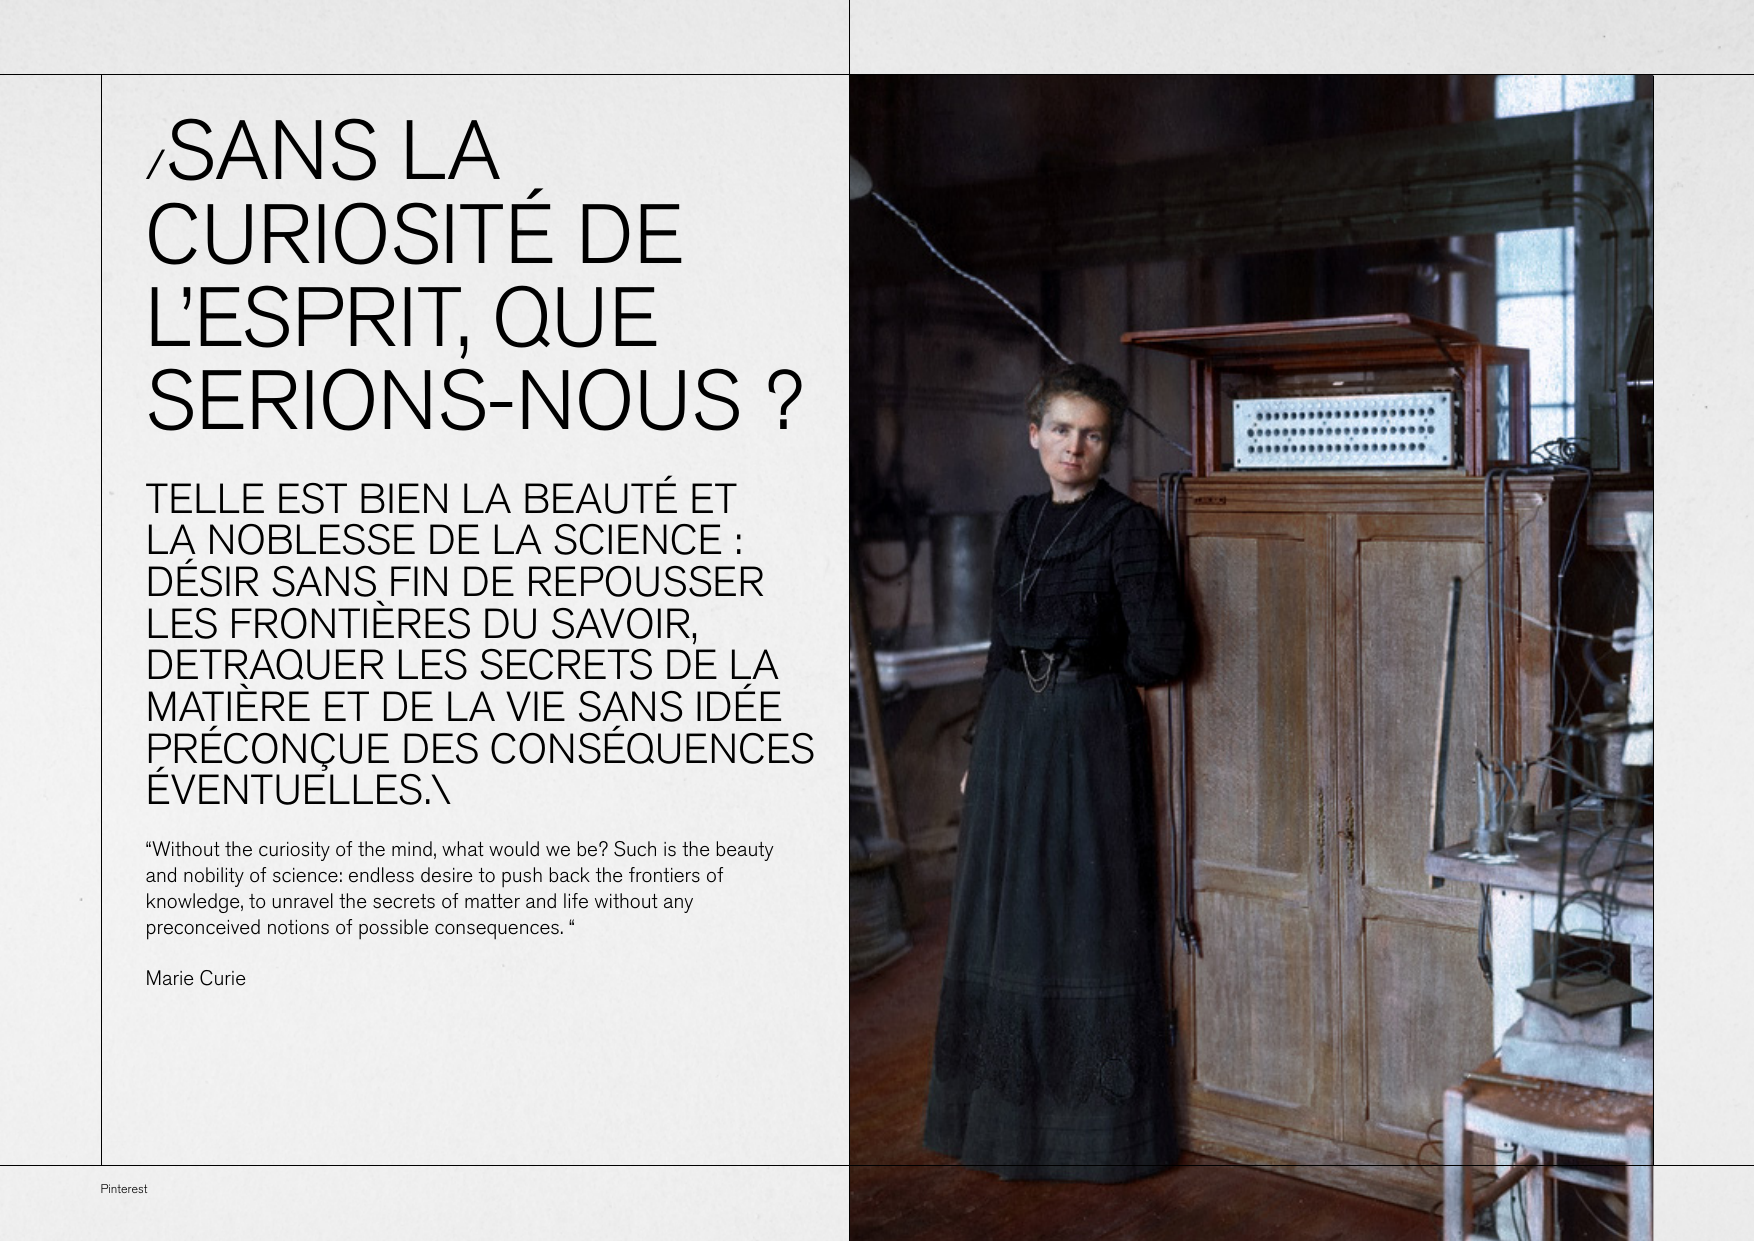 /SANS LA
CURIOSITÉ DE
L’ESPRIT, QUE
SERIONS-NOUS ?
TELLE EST BIEN LA BEAUTÉ ET
LA NOBLESSE DE LA SCIENCE :
DÉSIR SANS FIN DE REPOUSSER
LES FRONTIÈRES DU SAVOIR,
DETRAQUER LES SECRETS DE LA
MATIÈRE ET DE LA VIE SANS IDÉE
PRÉCONÇUE DES CONSÉQUENCES
ÉVENTUELLES.\
“Without the curiosity of the mind, what would we be? Such is the beauty
and nobility of science: endless desire to push back the frontiers of
knowledge, to unravel the secrets of matter and life without any
preconceived notions of possible consequences. “
Marie Curie
Pinterest